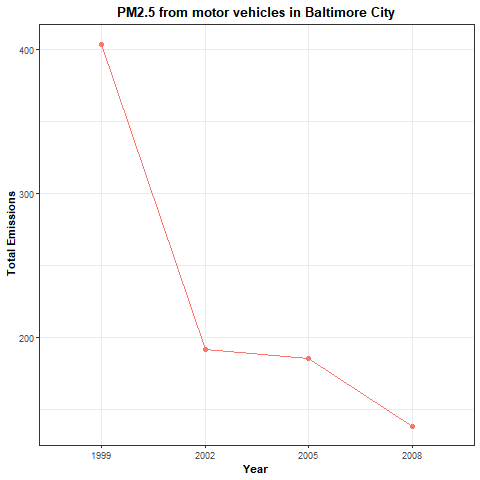 PM2.5 from motor vehicles in Baltimore City
400
300
200
Total Emissions
1999 2002 2005 2008
Year